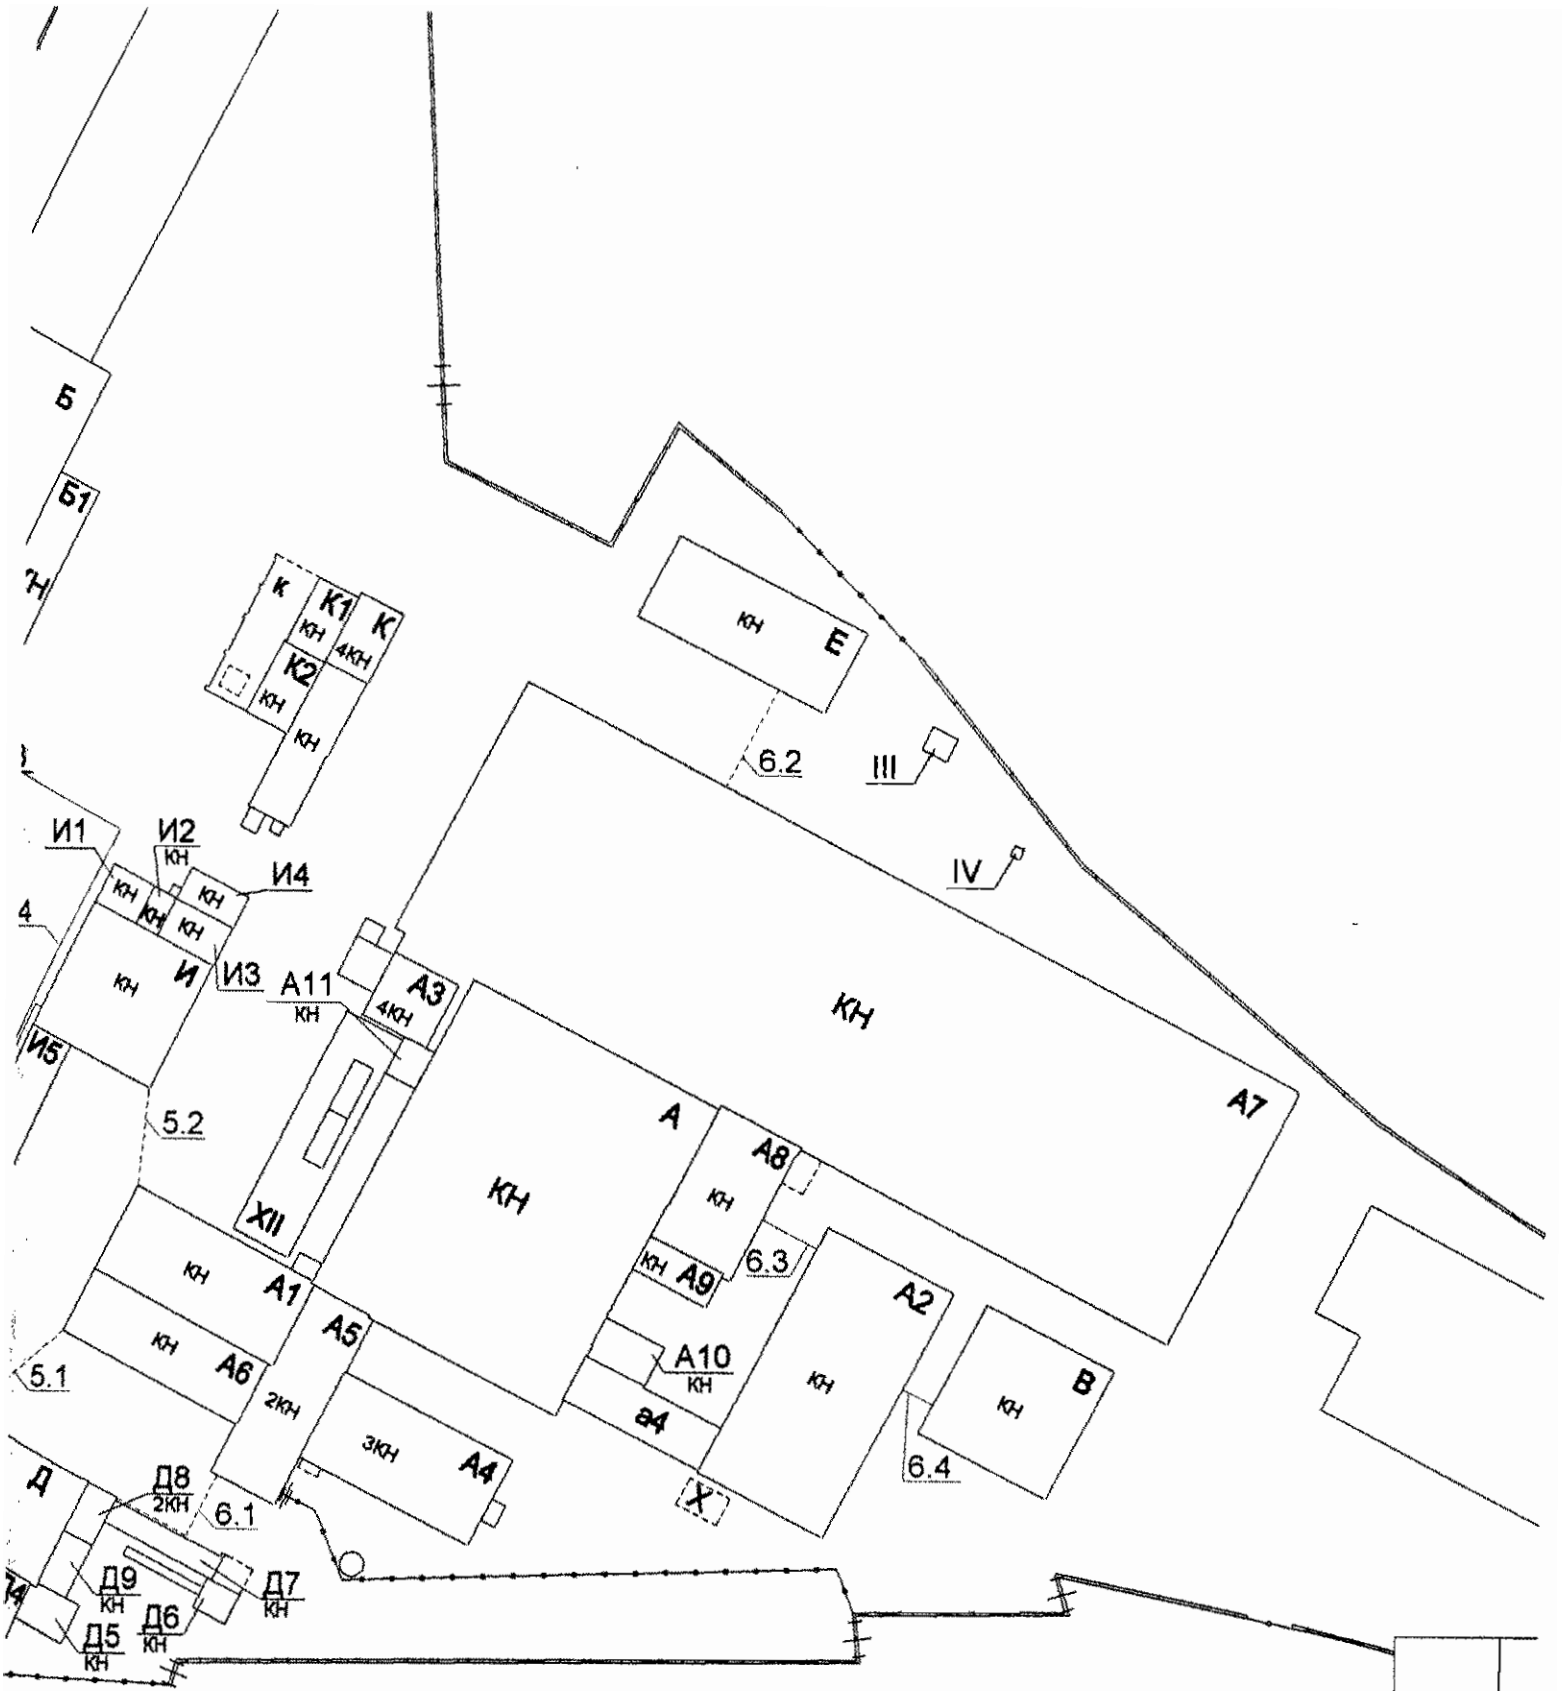 Б
Б1
к
К1
КН
К
4КН
К2
КН
КН
КН
Е
6.2
III
IV
И1
И2
КН
И4
КН
КН
КН
КН
4
И
КН
И3
И5
А11
КН
А3
4КН
КН
А7
А
КН
А8
КН
5.2
XII
КН
А9
6.3
А2
КН
А1
КН
А5
2КН
А6
КН
А10
КН
а4
В
КН
5.1
3КН
А4
6.4
X
Д
Д8
2КН
6.1
Д9
КН
Д7
КН
Д6
КН
Д5
КН